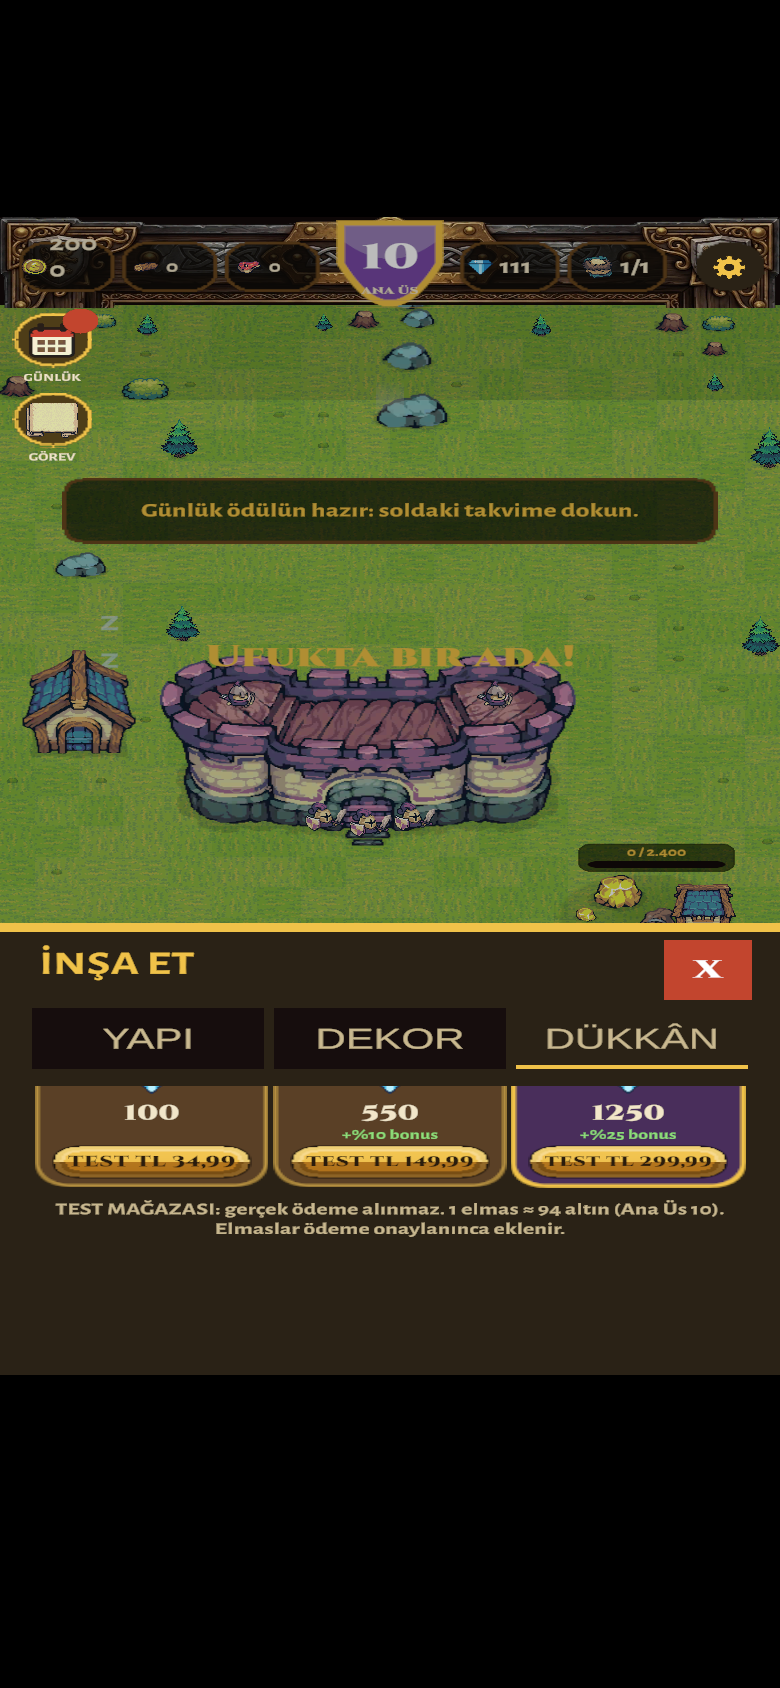 200
0
0
0
10
ANA ÜS
111
1/1
GÜNLÜK
GÖREV
Günlük ödülün hazır: soldaki takvime dokun.
Z
Z
UFUKTA BIR ADA!
0 / 2.400
İNŞA ET
X
YAPI
DEKOR
DÜKKÂN
100
550
1250
+%10 bonus
+%25 bonus
TEST TL 34,99
TEST TL 149,99
TEST TL 299,99
TEST MAĞAZASI: gerçek ödeme alınmaz. 1 elmas ≈ 94 altın (Ana Üs 10).
Elmaslar ödeme onaylanınca eklenir.